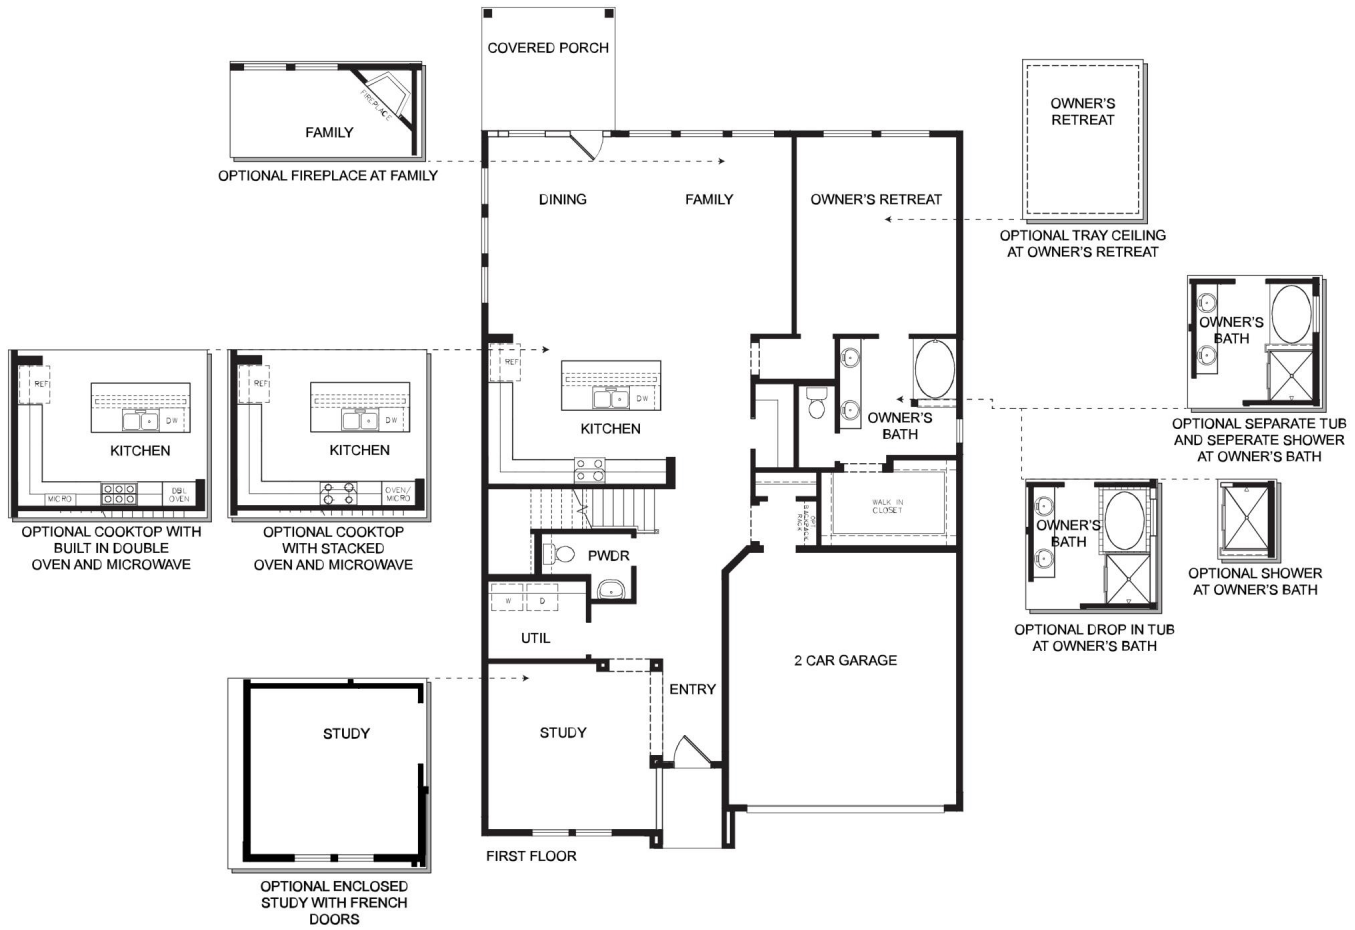 COVERED PORCH
FIREPLACE
FAMILY
OPTIONAL FIREPLACE AT FAMILY
OWNER'S
RETREAT
OPTIONAL TRAY CEILING
AT OWNER'S RETREAT
DINING
FAMILY
OWNER'S RETREAT
OWNER'S
BATH
OPTIONAL SEPARATE TUB
AND SEPERATE SHOWER
AT OWNER'S BATH
REF
DW
KITCHEN
MICRO
DBL
OVEN
OPTIONAL COOKTOP WITH
BUILT IN DOUBLE
OVEN AND MICROWAVE
REF
DW
KITCHEN
OVEN/
MICRO
OPTIONAL COOKTOP
WITH STACKED
OVEN AND MICROWAVE
REF
DW
KITCHEN
OWNER'S
BATH
WALK IN
CLOSET
OPT
BACKPACK
RACK
OWNER'S
BATH
OPTIONAL DROP IN TUB
AT OWNER'S BATH
OPTIONAL SHOWER
AT OWNER'S BATH
PWDR
W
D
UTIL
2 CAR GARAGE
ENTRY
STUDY
STUDY
OPTIONAL ENCLOSED
STUDY WITH FRENCH
DOORS
FIRST FLOOR